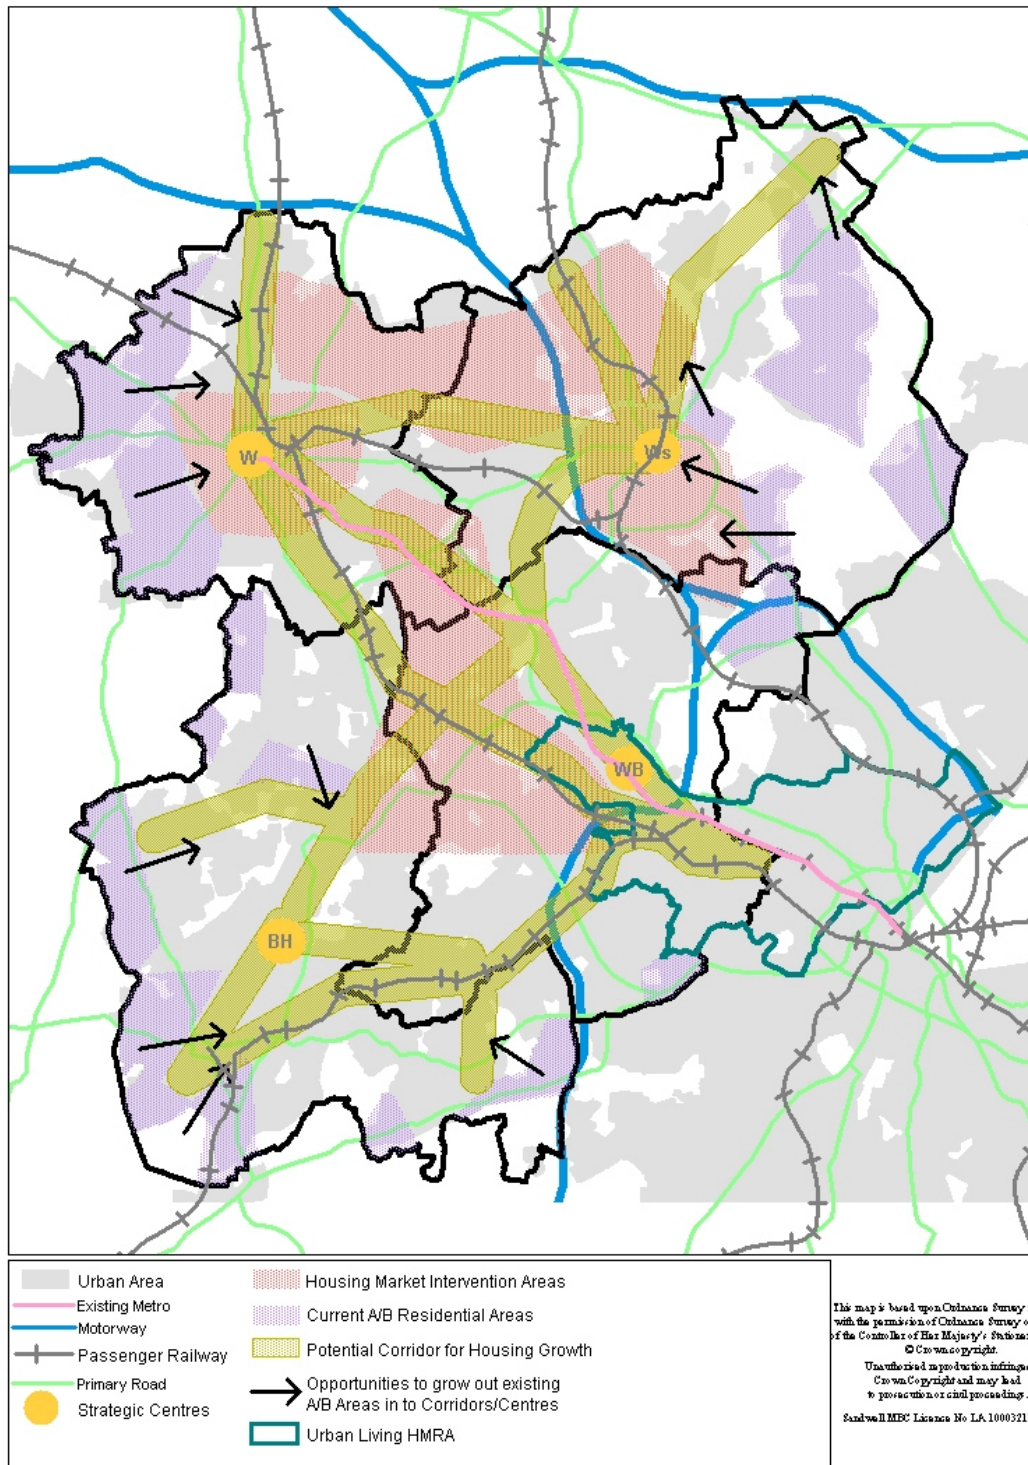 W
Ws
WB
BH
Urban Area
Existing Metro
Motorway
Passenger Railway
Primary Road
Strategic Centres
Housing Market Intervention Areas
Current A/B Residential Areas
Potential Corridor for Housing Growth
Opportunities to grow out existing
A/B Areas in to Corridors/Centres
Urban Living HMRA
This map is based upon Ordnance Survey
with the permission of Ordnance Survey
of the Controller of Her Majesty's
© Crown copyright.
Unauthorised reproduction
Crown Copyright and may lead
to prosecution or civil proceedings.
Sandwell MBC Licence No LA 1000321